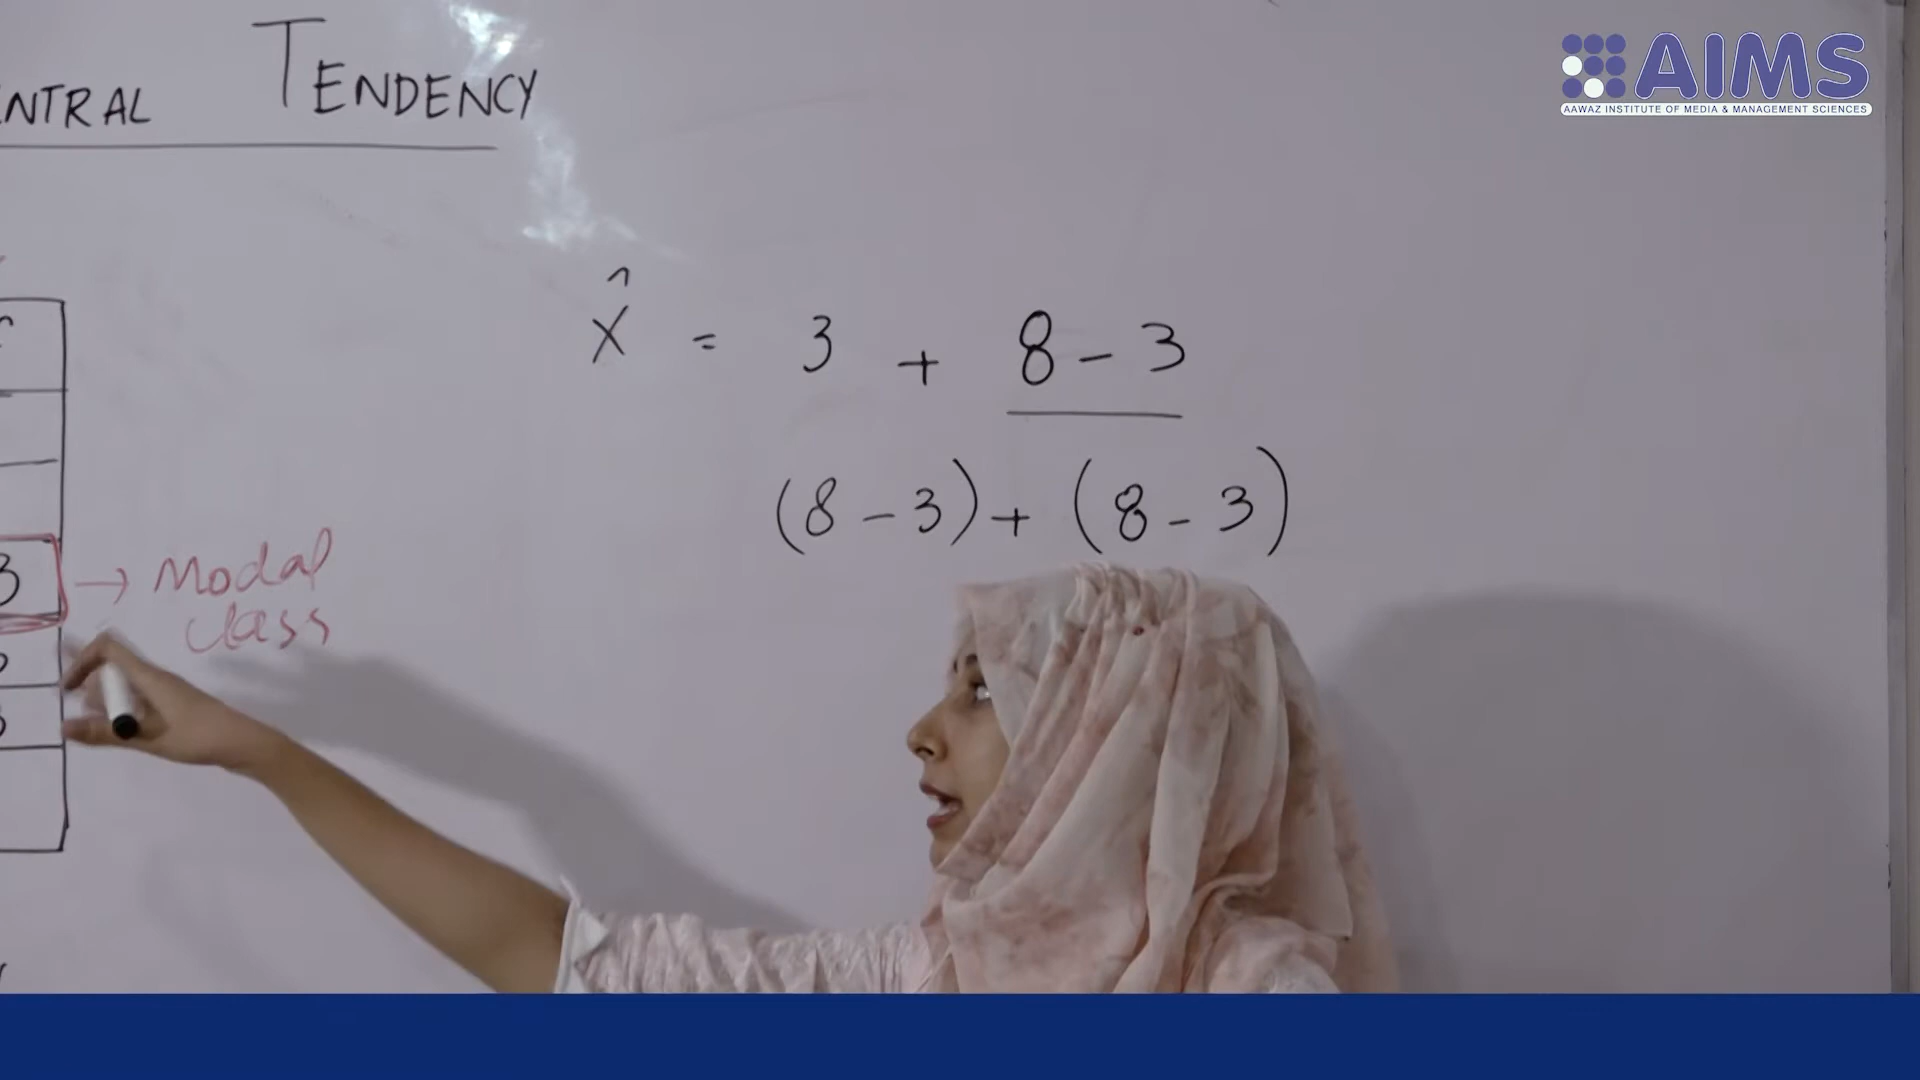 TENDENCY
AIMS
AAWAZ INSTITUTE OF MEDIA & MANAGEMENT SCIENCES
NTRAL
X̂ = 3 + 8 - 3
(8 - 3) + (8 - 3)
3 → Modal
class